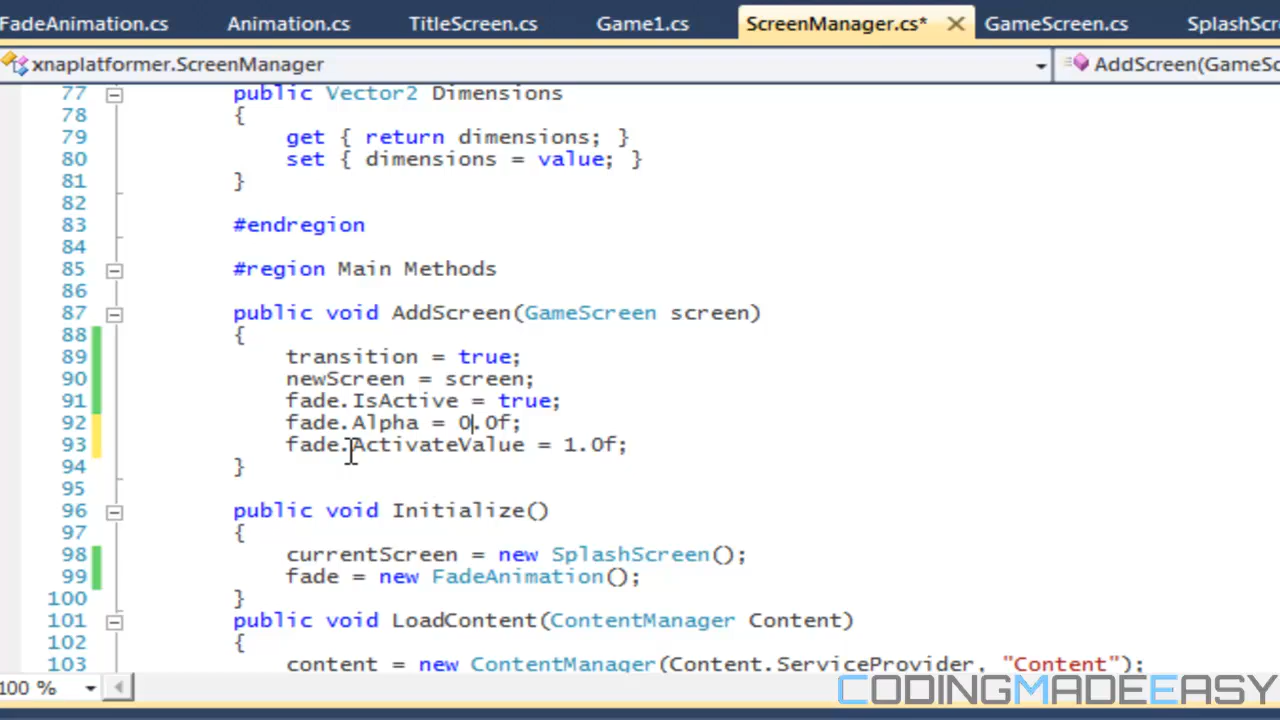 FadeAnimation.cs Animation.cs TitleScreen.cs Game1.cs ScreenManager.cs* GameScreen.cs SplashScr
xnaplatformer.ScreenManager AddScreen(GameSc
77 public Vector2 Dimensions
78 {
79 get { return dimensions; }
80 set { dimensions = value; }
81 }
82
83 #endregion
84
85 #region Main Methods
86
87 public void AddScreen(GameScreen screen)
88 {
89 transition = true;
90 newScreen = screen;
91 fade.IsActive = true;
92 fade.Alpha = 0.0f;
93 fade.ActivateValue = 1.0f;
94 }
95
96 public void Initialize()
97 {
98 currentScreen = new SplashScreen();
99 fade = new FadeAnimation();
100 }
101 public void LoadContent(ContentManager Content)
102 {
103 content = new ContentManager(Content.ServiceProvider, "Content");
100 %
CODINGMADEEASY